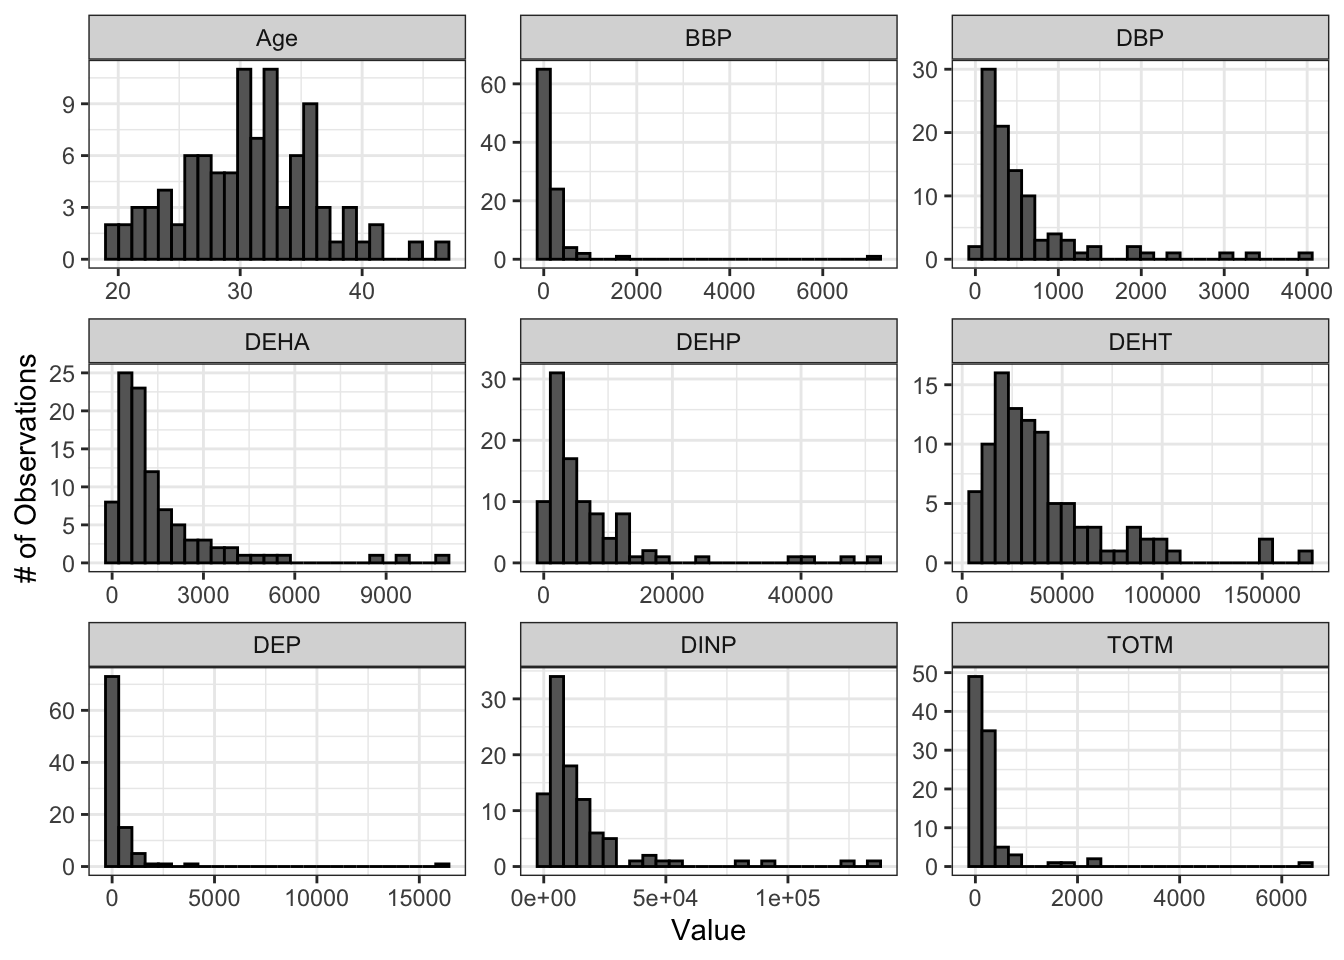 # of Observations
Age
9
6
3
0
20 30 40
BBP
60
40
20
0
0 2000 4000 6000
DBP
30
20
10
0
0 1000 2000 3000 4000
DEHA
25
20
15
10
5
0
0 3000 6000 9000
DEHP
30
20
10
0
0 20000 40000
DEHT
15
10
5
0
0 50000 100000 150000
DEP
60
40
20
0
0 5000 10000 15000
DINP
30
20
10
0
0e+00 5e+04 1e+05
TOTM
50
40
30
20
10
0
0 2000 4000 6000
Value